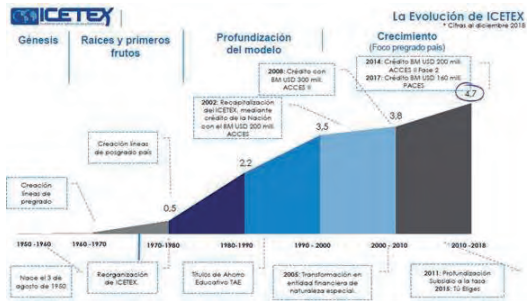 ICETEX
La Evolución de ICETEX
* Cifras al diciembre 2018
Génesis
Raíces y primeros
frutos
Profundización
del modelo
Crecimiento
(Foco pregrado país)
2014: Crédito BM USD 200 mill.
ACCES II Fase 2
2017: Crédito BM USD 160 mill.
PACES
2008: Crédito con
BM USD 300 mill.
ACCES II
2002: Recapitalización
del ICETEX, mediante
crédito de la Nación
con el BM USD 200 mill.
ACCES
Creación líneas
de posgrado país
Creación
líneas de
pregrado
0,5
2,2
3,5
3,8
4,7
1950 -1960
1960-1970
1970-1980
1980-1990
1990 - 2000
2000 - 2010
2010 -2018
Nace el 3 de
agosto de 1950
Reorganización
de ICETEX.
Títulos de Ahorro
Educativo TAE
2005: Transformación en
entidad financiera de
naturaleza especial.
2011: Profundización
Subsidio a la tasa
2015: Tú Eliges